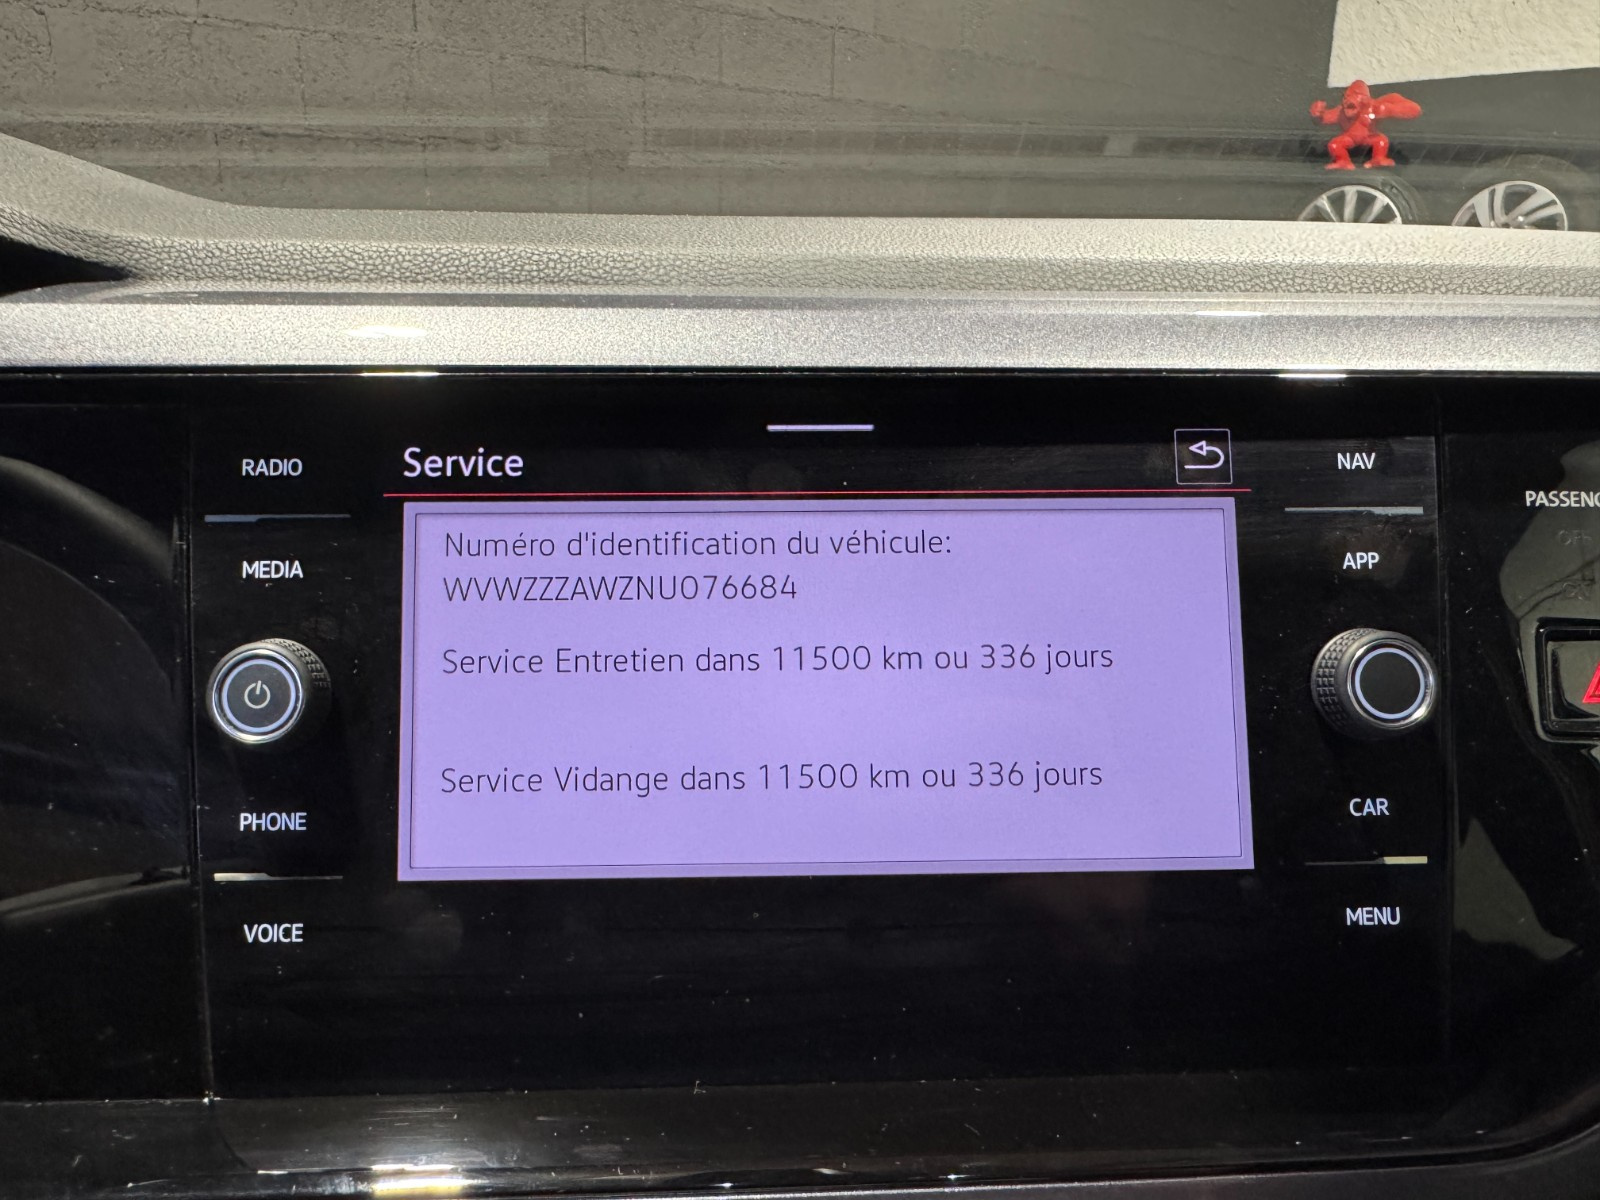 Service
RADIO
NAV
PASSENG
Numéro d'identification du véhicule:
WVWZZZAWZNU076684
MEDIA
APP
Service Entretien dans 11500 km ou 336 jours
Service Vidange dans 11500 km ou 336 jours
PHONE
CAR
VOICE
MENU